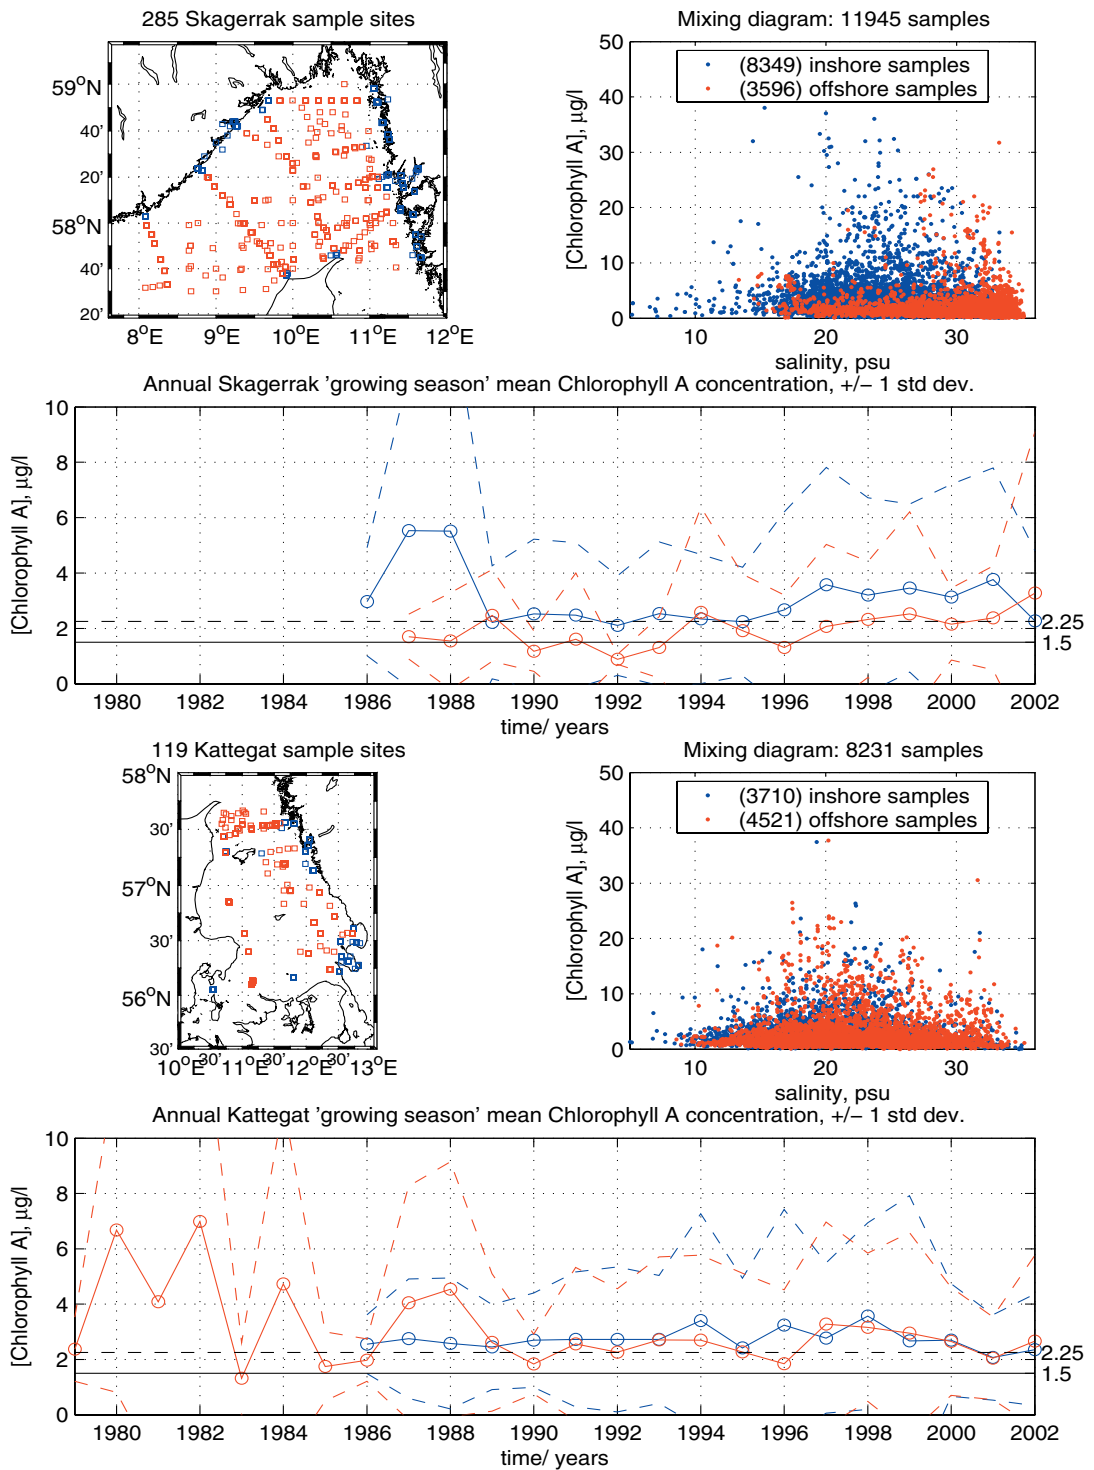 285 Skagerrak sample sites
59°N
40'
20'
58°N
40'
20'
8°E 9°E 10°E 11°E 12°E
Mixing diagram: 11945 samples
50
40
30
20
10
0
[Chlorophyll A], µg/l
(8349) inshore samples
(3596) offshore samples
10 20 30
salinity, psu
Annual Skagerrak 'growing season' mean Chlorophyll A concentration, +/− 1 std dev.
10
8
6
4
2
0
[Chlorophyll A], µg/l
2.25
1.5
1980 1982 1984 1986 1988 1990 1992 1994 1996 1998 2000 2002
time/ years
119 Kattegat sample sites
58°N
30'
57°N
30'
56°N
30'
10°E 30' 11°E 30' 12°E 30' 13°E
Mixing diagram: 8231 samples
50
40
30
20
10
0
[Chlorophyll A], µg/l
(3710) inshore samples
(4521) offshore samples
10 20 30
salinity, psu
Annual Kattegat 'growing season' mean Chlorophyll A concentration, +/− 1 std dev.
10
8
6
4
2
0
[Chlorophyll A], µg/l
2.25
1.5
1980 1982 1984 1986 1988 1990 1992 1994 1996 1998 2000 2002
time/ years